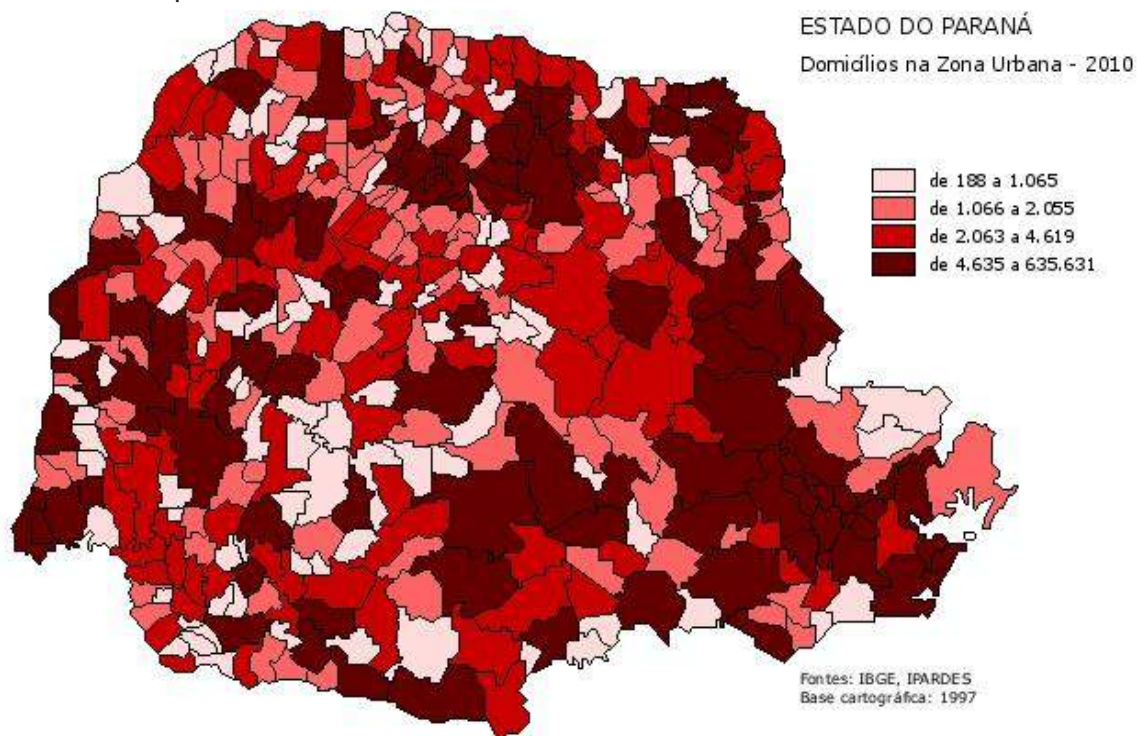 ESTADO DO PARANÁ
Domicílios na Zona Urbana - 2010
de 188 a 1.065
de 1.066 a 2.055
de 2.063 a 4.619
de 4.635 a 635.631
Fontes: IBGE, IPARDES
Base cartográfica: 1997